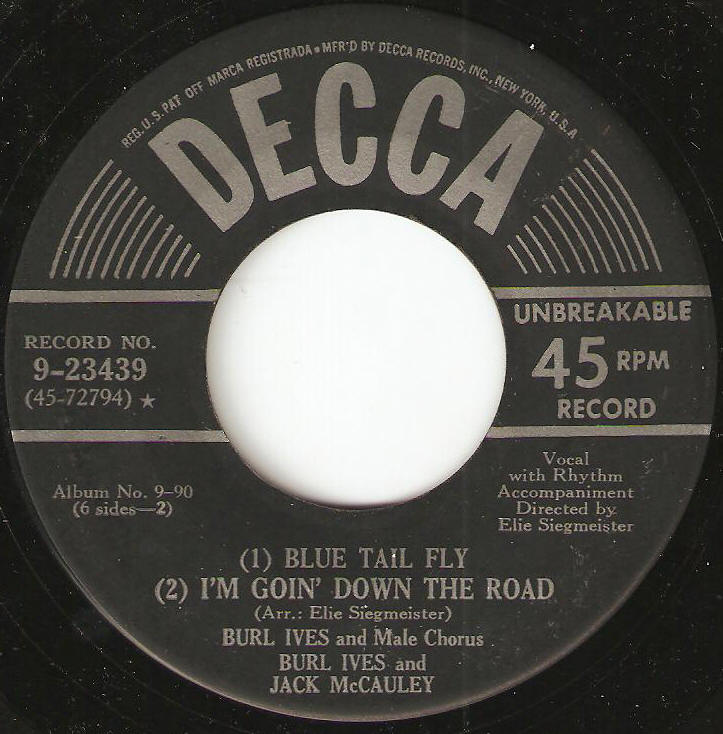 REG. U.S. PAT OFF MARCA REGISTRADA • MFR'D BY DECCA RECORDS, INC., NEW YORK, U.S.A
DECCA
RECORD NO.
9-23439
(45-72794) ★
UNBREAKABLE
45 RPM
RECORD
Album No. 9-90
(6 sides—2)
Vocal
with Rhythm
Accompaniment
Directed by
Elie Siegmeister
(1) BLUE TAIL FLY
(2) I'M GOIN' DOWN THE ROAD
(Arr.: Elie Siegmeister)
BURL IVES and Male Chorus
BURL IVES and
JACK McCAULEY